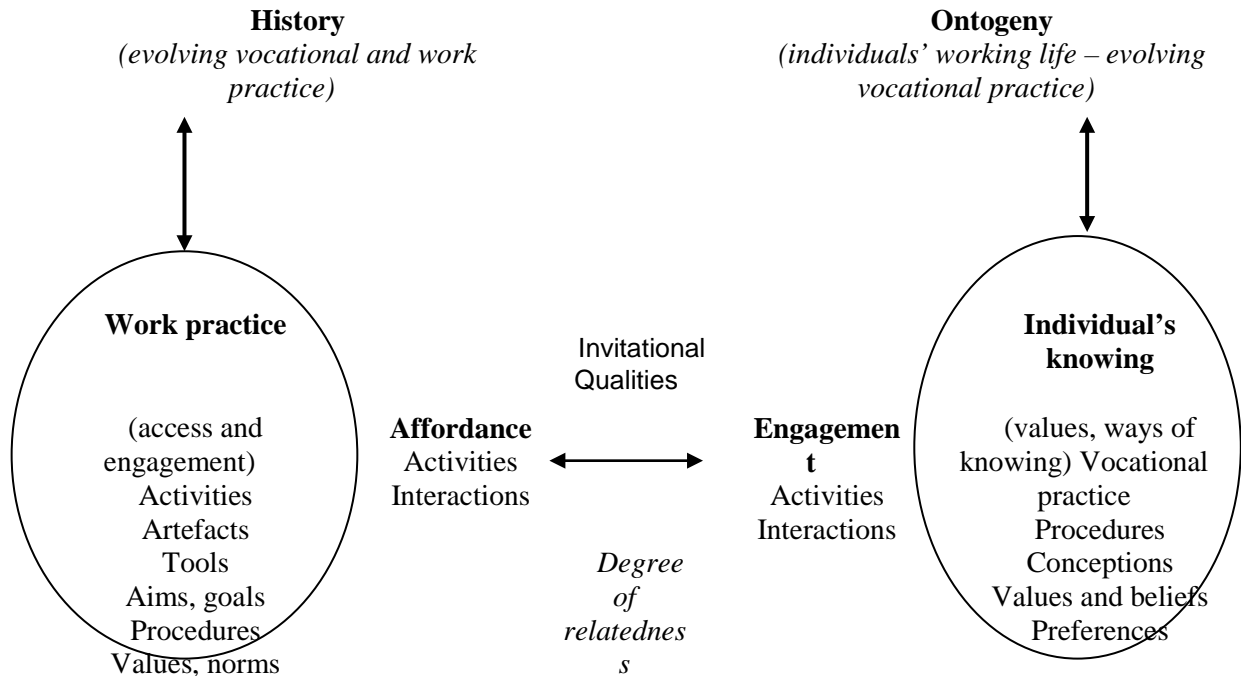 History
(evolving vocational and work
practice)
Ontogeny
(individuals’ working life – evolving
vocational practice)
Work practice
(access and
engagement)
Activities
Artefacts
Tools
Aims, goals
Procedures
Values, norms
Affordance
Activities
Interactions
Invitational
Qualities
Degree
of
relatednes
s
Engagemen
t
Activities
Interactions
Individual’s
knowing
(values, ways of
knowing) Vocational
practice
Procedures
Conceptions
Values and beliefs
Preferences